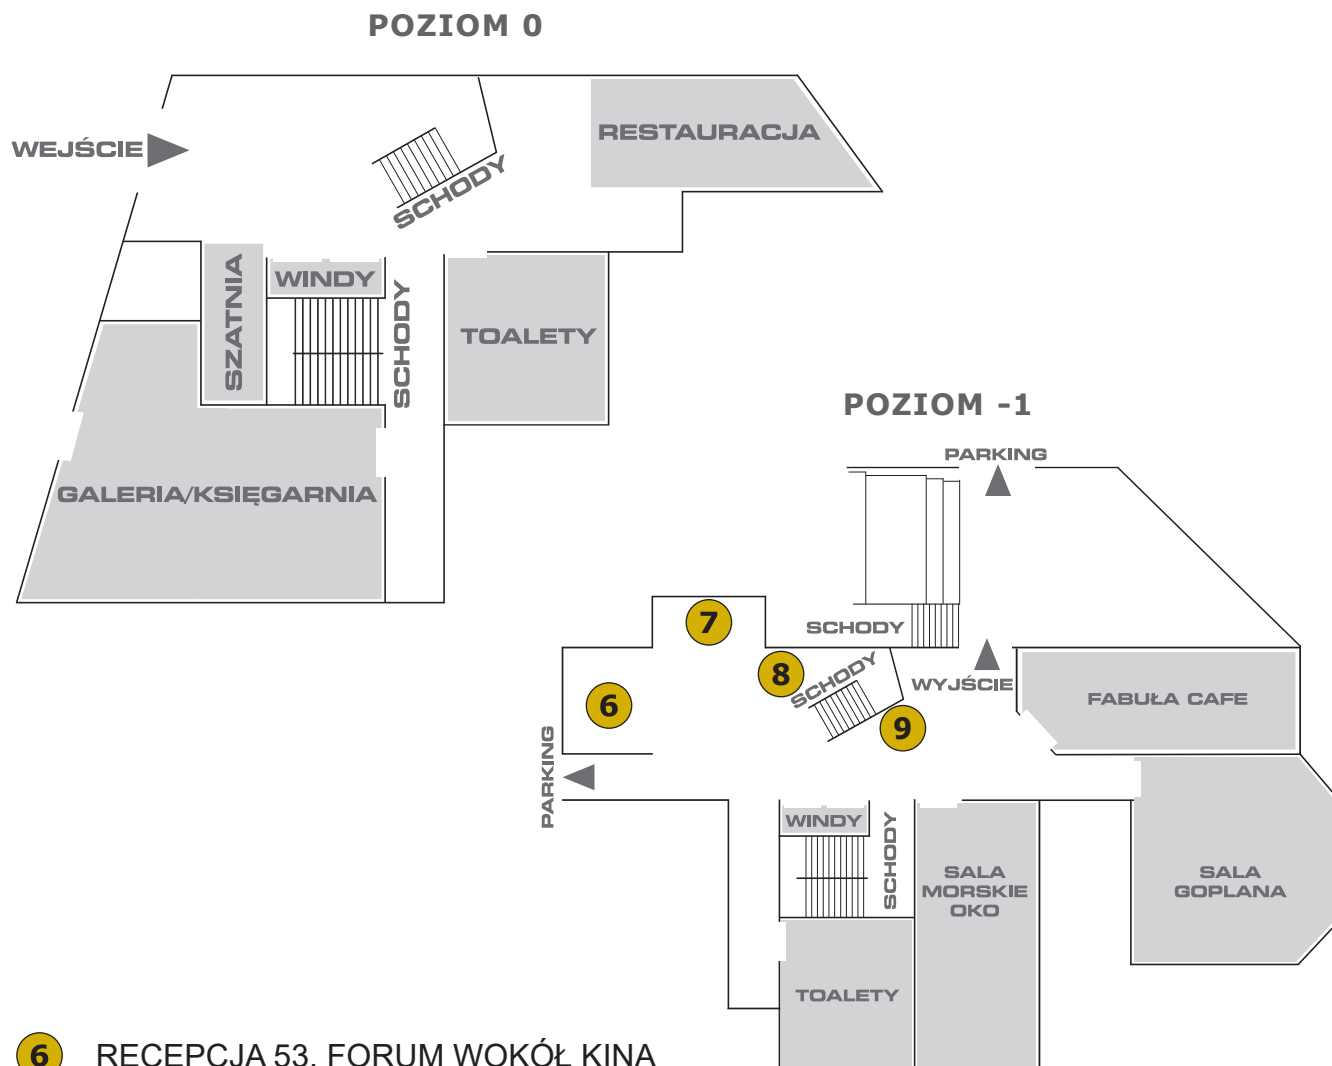 POZIOM 0
WEJŚCIE
RESTAURACJA
SCHODY
SZATNIA
WINDY
SCHODY
TOALETY
GALERIA/KSIĘGARNIA
POZIOM -1
PARKING
SCHODY
7
8
SCHODY
WYJŚCIE
FABUŁA CAFE
6
9
PARKING
WINDY
SCHODY
SALA
MORSKIE
OKO
SALA
GOPLANA
TOALETY
6 RECEPCJA 53. FORUM WOKÓŁ KINA